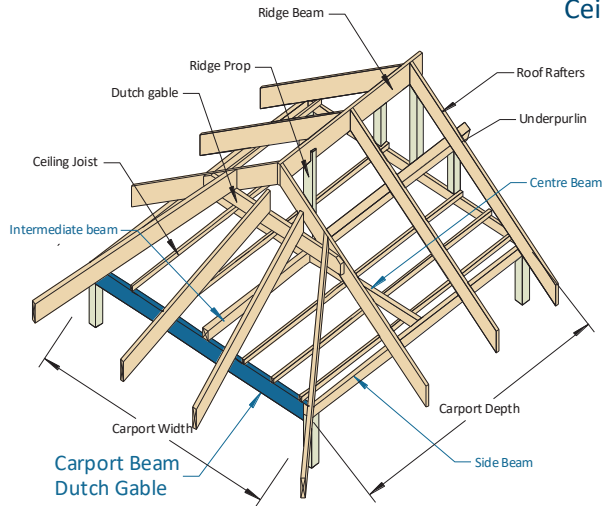 Cei
Ridge Beam
Ridge Prop
Roof Rafters
Dutch gable
Underpurlin
Ceiling Joist
Centre Beam
Intermediate beam
Carport Width
Carport Depth
Carport Beam
Dutch Gable
Side Beam